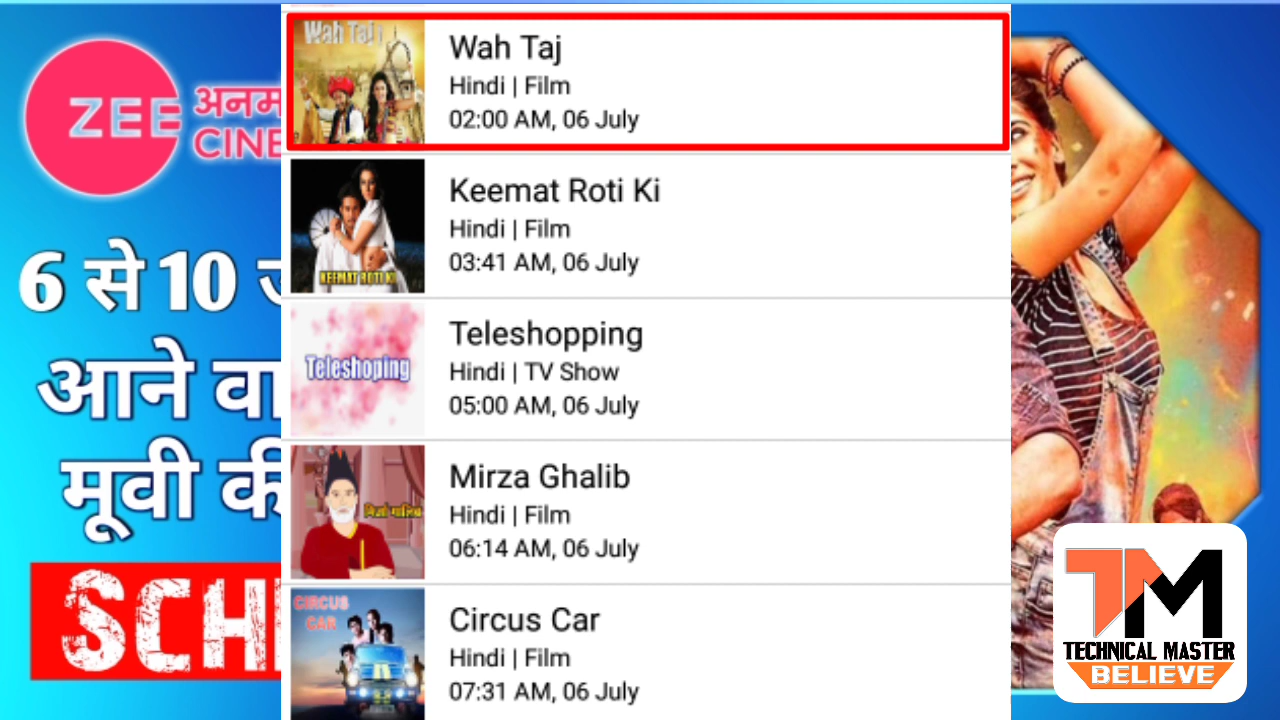 ZEE
अनम
CINE
6 से 10 ज
आने वा
मूवी की
SCH
Wah Taj
Wah Taj
Hindi | Film
02:00 AM, 06 July
KEEMAT ROTI KI
Keemat Roti Ki
Hindi | Film
03:41 AM, 06 July
Teleshoping
Teleshopping
Hindi | TV Show
05:00 AM, 06 July
मिर्ज़ा ग़ालिब
Mirza Ghalib
Hindi | Film
06:14 AM, 06 July
CIRCUS
CAR
Circus Car
Hindi | Film
07:31 AM, 06 July
TM
TECHNICAL MASTER
BELIEVE